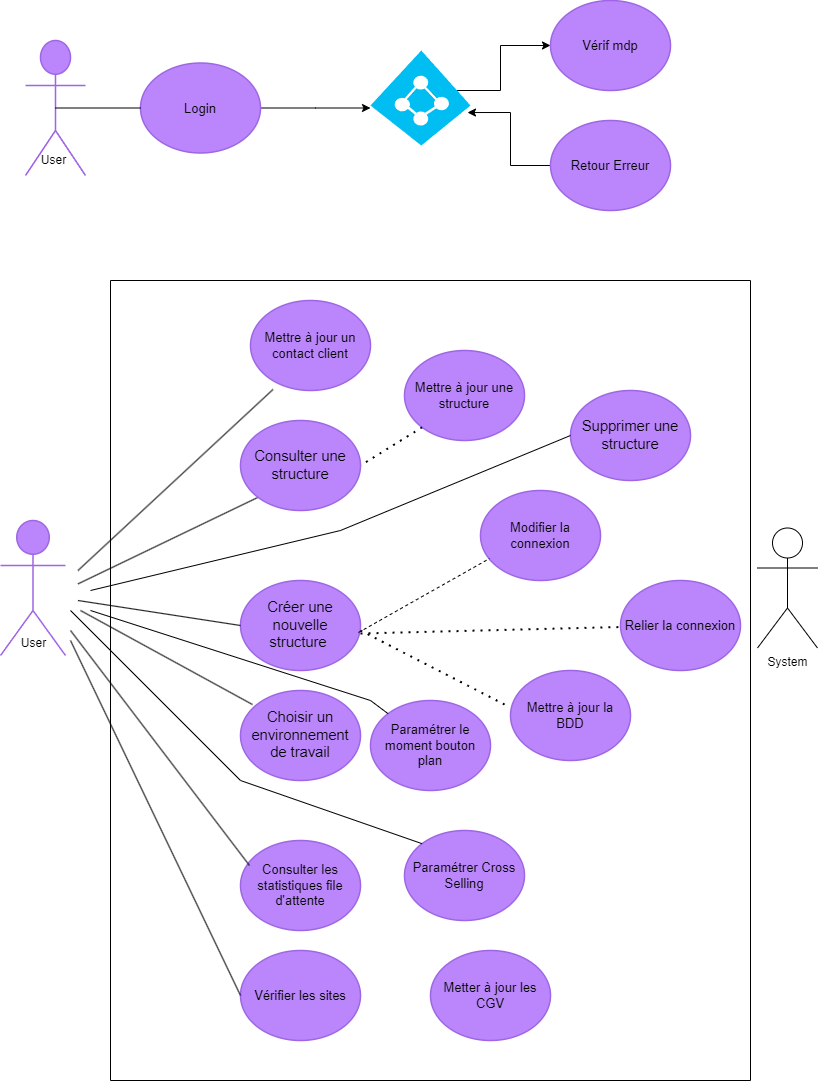 Vérif mdp
Login
User
Retour Erreur
Mettre à jour un
contact client
Mettre à jour une
structure
Supprimer une
structure
Consulter une
structure
Modifier la
connexion
Créer une
nouvelle
structure
Relier la connexion
User
System
Choisir un
environnement
de travail
Paramétrer le
moment bouton
plan
Mettre à jour la
BDD
Consulter les
statistiques file
d'attente
Paramétrer Cross
Selling
Vérifier les sites
Metter à jour les
CGV